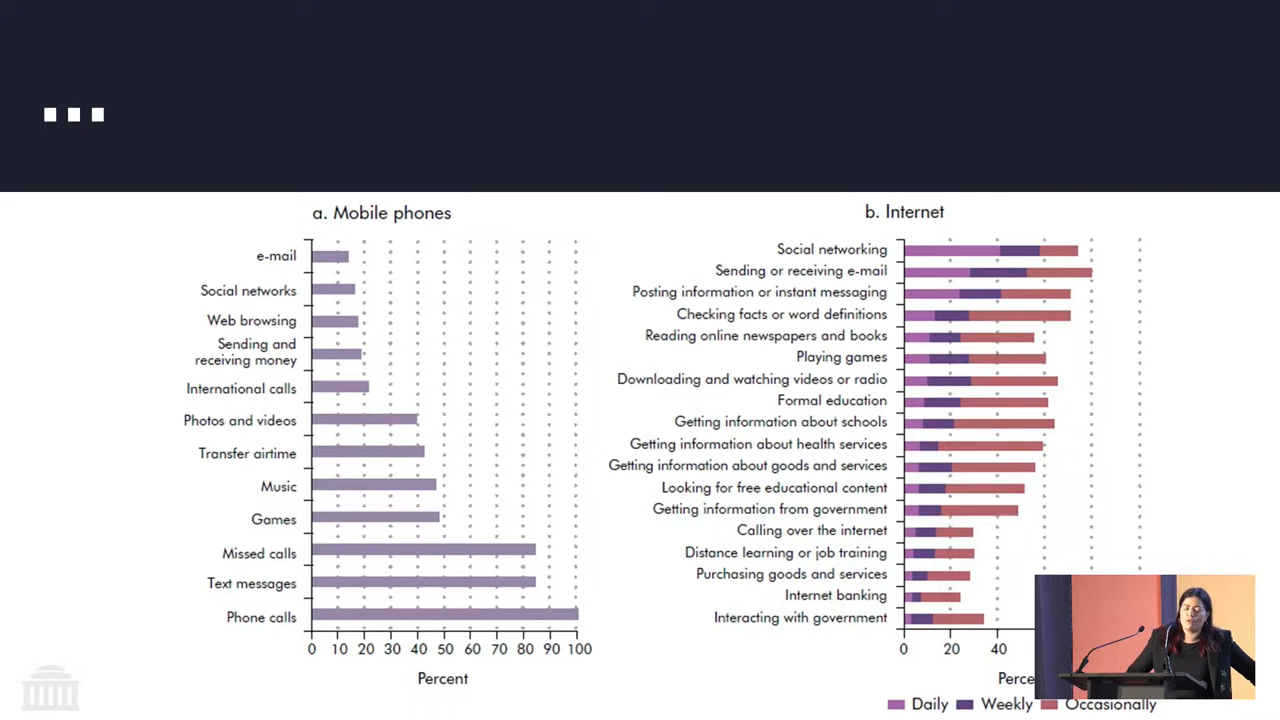 ...
a. Mobile phones
e-mail
Social networks
Web browsing
Sending and
receiving money
International calls
Photos and videos
Transfer airtime
Music
Games
Missed calls
Text messages
Phone calls
0 10 20 30 40 50 60 70 80 90 100
Percent
b. Internet
Social networking
Sending or receiving e-mail
Posting information or instant messaging
Checking facts or word definitions
Reading online newspapers and books
Playing games
Downloading and watching videos or radio
Formal education
Getting information about schools
Getting information about health services
Getting information about goods and services
Looking for free educational content
Getting information from government
Calling over the internet
Distance learning or job training
Purchasing goods and services
Internet banking
Interacting with government
0 20 40
Daily Weekly Occasionally